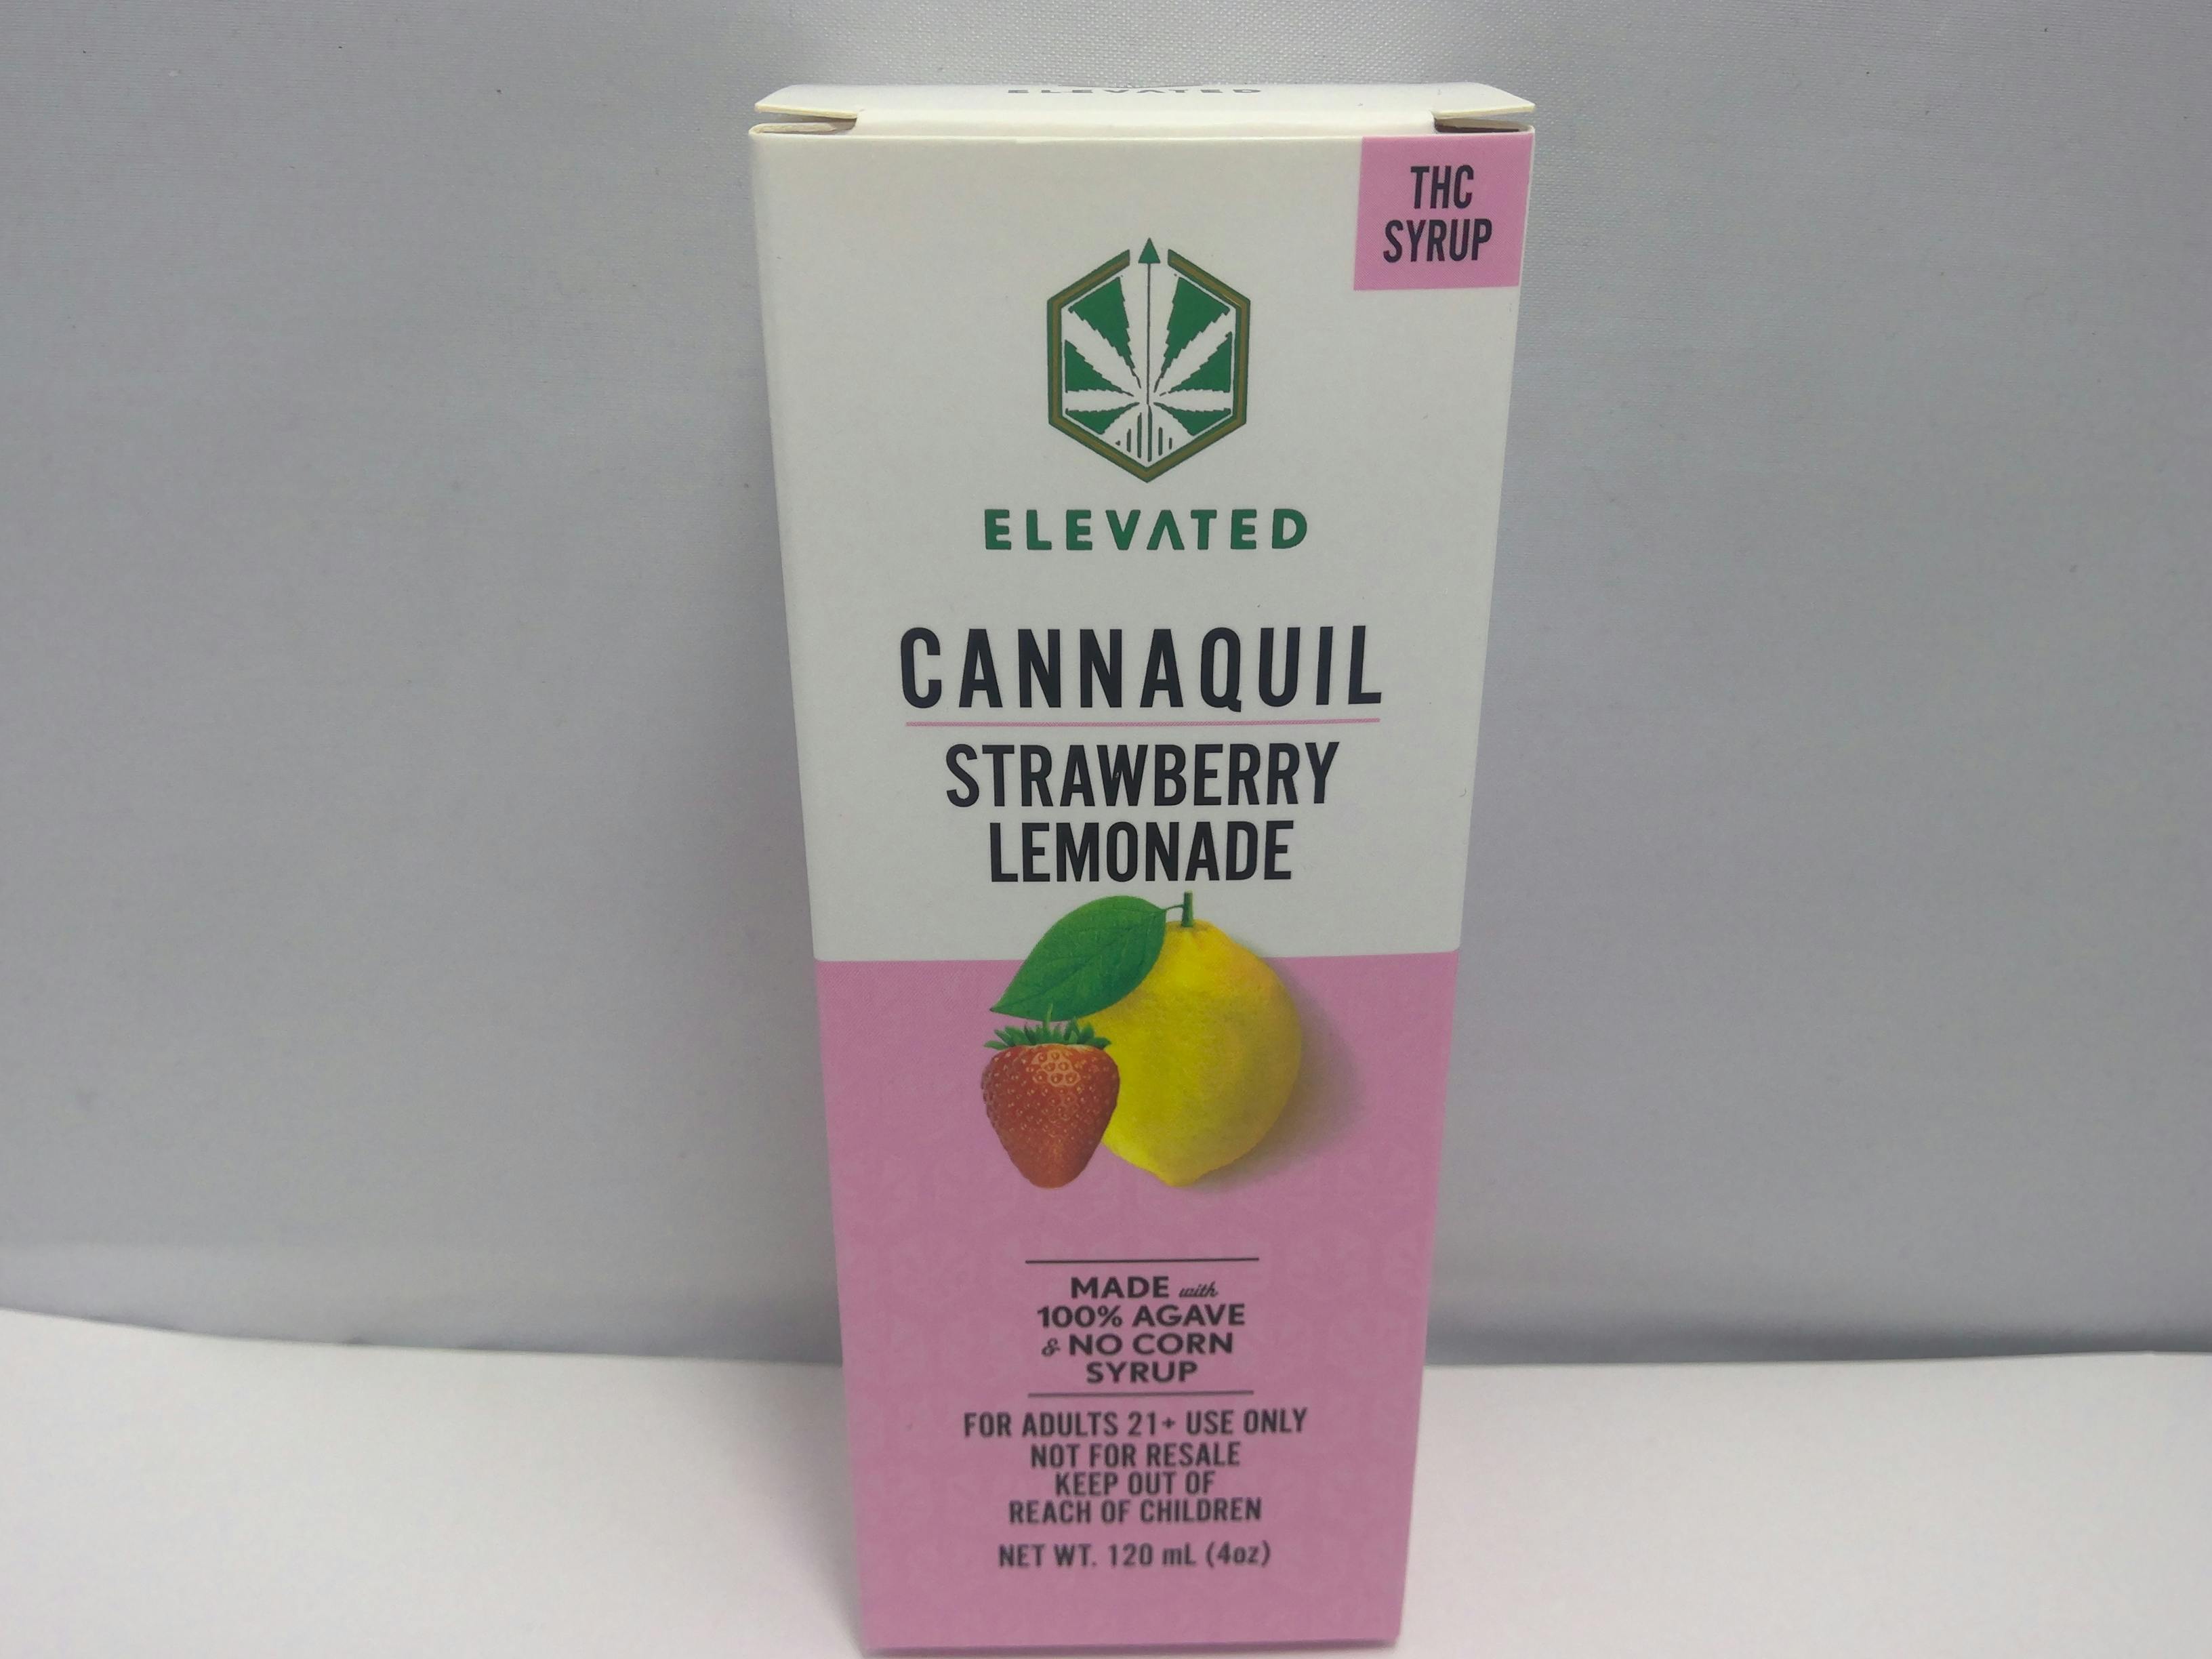 ELEVATED
THC
SYRUP
ELEVATED
CANNAQUIL
STRAWBERRY
LEMONADE
MADE with
100% AGAVE
& NO CORN
SYRUP
FOR ADULTS 21+ USE ONLY
NOT FOR RESALE
KEEP OUT OF
REACH OF CHILDREN
NET WT. 120 mL (4oz)